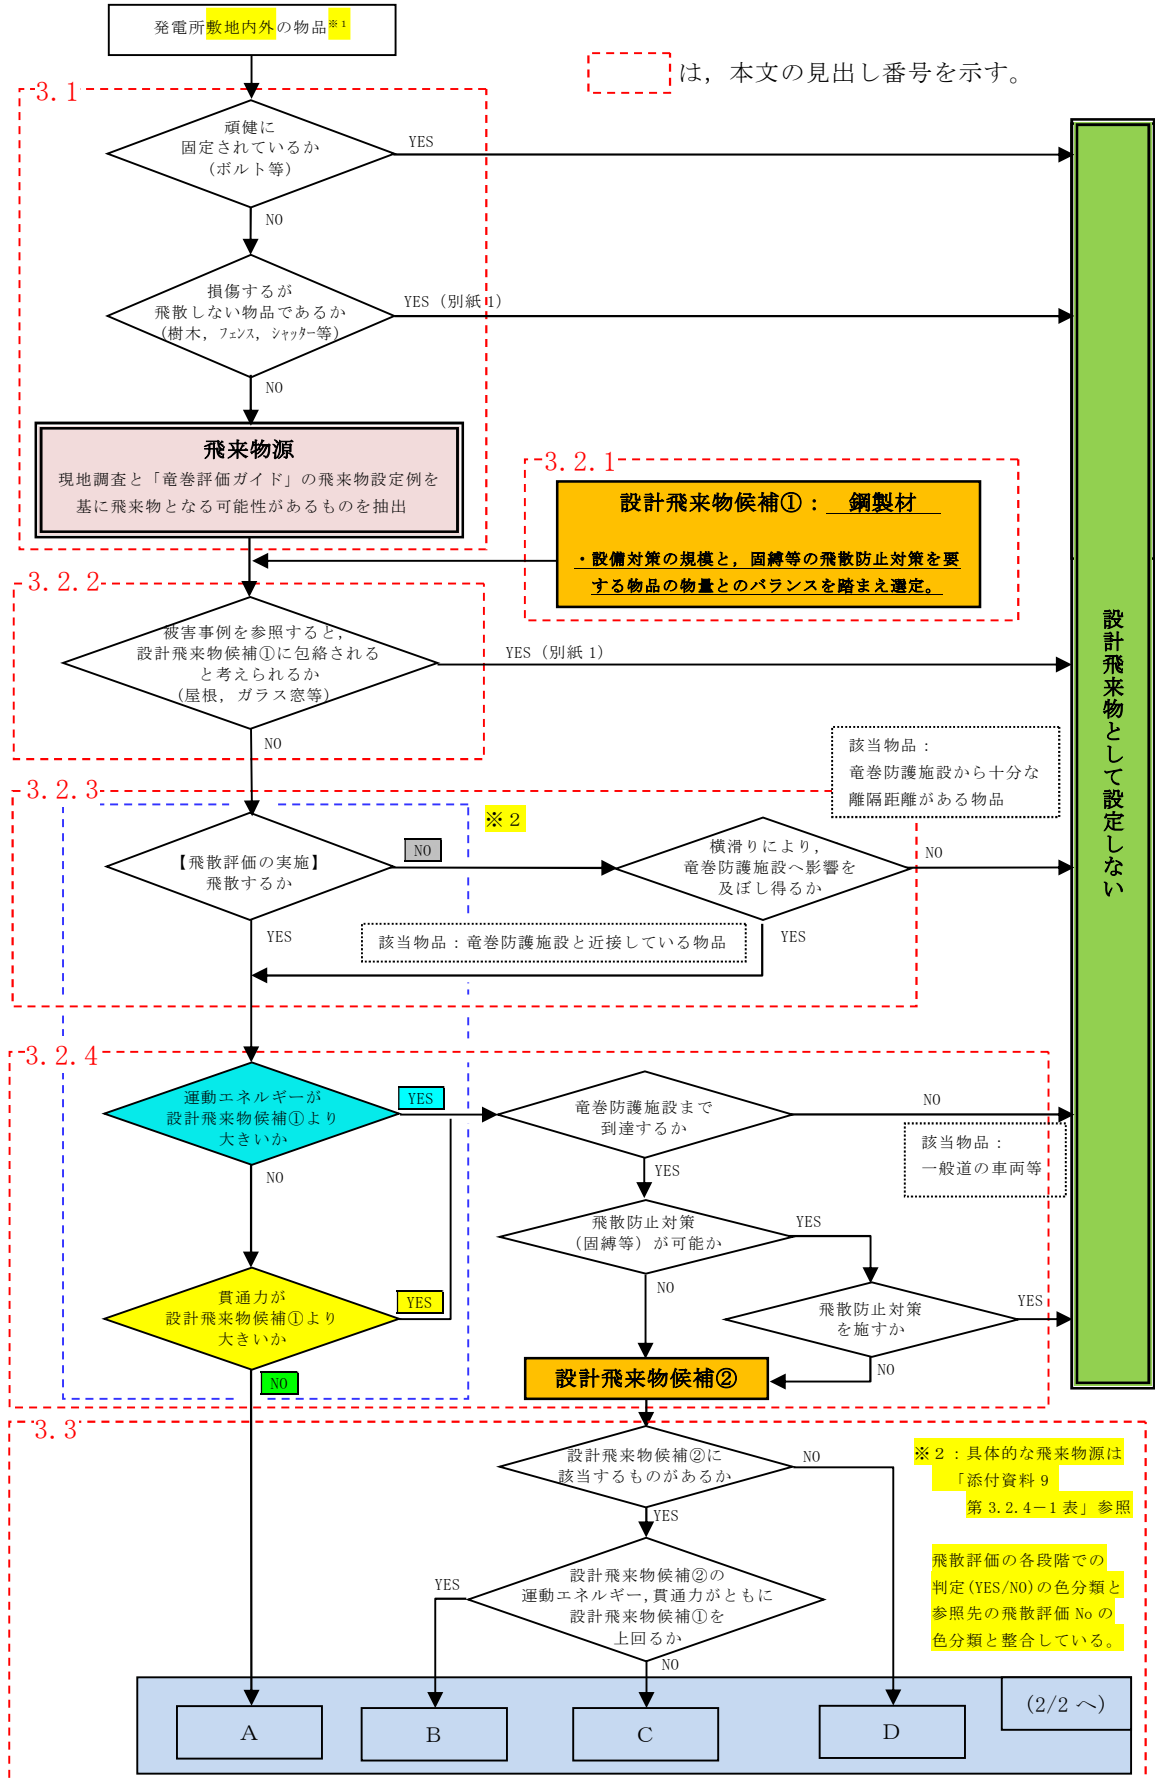 発電所敷地内外の物品※1
は，本文の見出し番号を示す。
3.1
頑健に
固定されているか
(ボルト等)
YES
NO
損傷するが
飛散しない物品であるか
(樹木，フェンス，シャッター等)
YES（別紙1）
NO
飛来物源
現地調査と「竜巻評価ガイド」の飛来物設定例を
基に飛来物となる可能性があるものを抽出
3.2.1
設計飛来物候補①： 鋼製材
・設備対策の規模と，固縛等の飛散防止対策を要
する物品の物量とのバランスを踏まえ選定。
3.2.2
被害事例を参照すると，
設計飛来物候補①に包絡される
と考えられるか
(屋根，ガラス窓等)
YES（別紙1）
NO
設計飛来物として設定しない
該当物品：
竜巻防護施設から十分な
離隔距離がある物品
3.2.3
※２
【飛散評価の実施】
飛散するか
NO
横滑りにより，
竜巻防護施設へ影響を
及ぼし得るか
NO
YES
該当物品：竜巻防護施設と近接している物品
YES
3.2.4
運動エネルギーが
設計飛来物候補①より
大きいか
YES
竜巻防護施設まで
到達するか
NO
該当物品：
一般道の車両等
NO
YES
飛散防止対策
(固縛等）が可能か
YES
貫通力が
設計飛来物候補①より
大きいか
YES
NO
飛散防止対策
を施すか
YES
NO
NO
設計飛来物候補②
3.3
設計飛来物候補②に
該当するものがあるか
NO
YES
※２：具体的な飛来物源は
「添付資料9
第3.2.4－1表」参照
設計飛来物候補②の
運動エネルギー，貫通力がともに
設計飛来物候補①を
上回るか
YES
NO
飛散評価の各段階での
判定(YES/NO)の色分類と
参照先の飛散評価Noの
色分類と整合している。
(2/2へ)
A
B
C
D